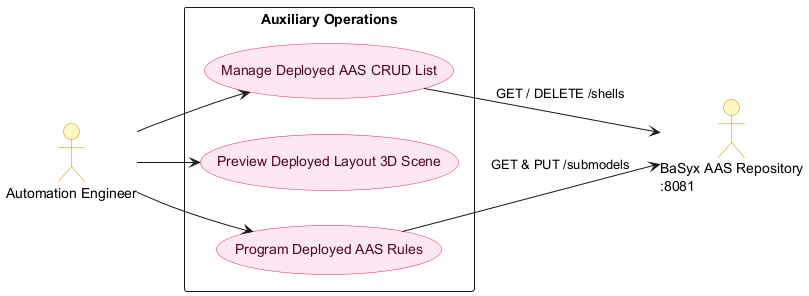 Auxiliary Operations
Manage Deployed AAS CRUD List
GET / DELETE /shells
Preview Deployed Layout 3D Scene
GET & PUT /submodels
BaSyx AAS Repository
:8081
Automation Engineer
Program Deployed AAS Rules